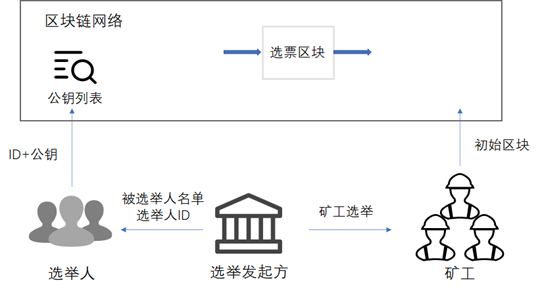 区块链网络
选票区块
公钥列表
ID+公钥
初始区块
被选举人名单
选举人ID
矿工选举
选举人
选举发起方
矿工